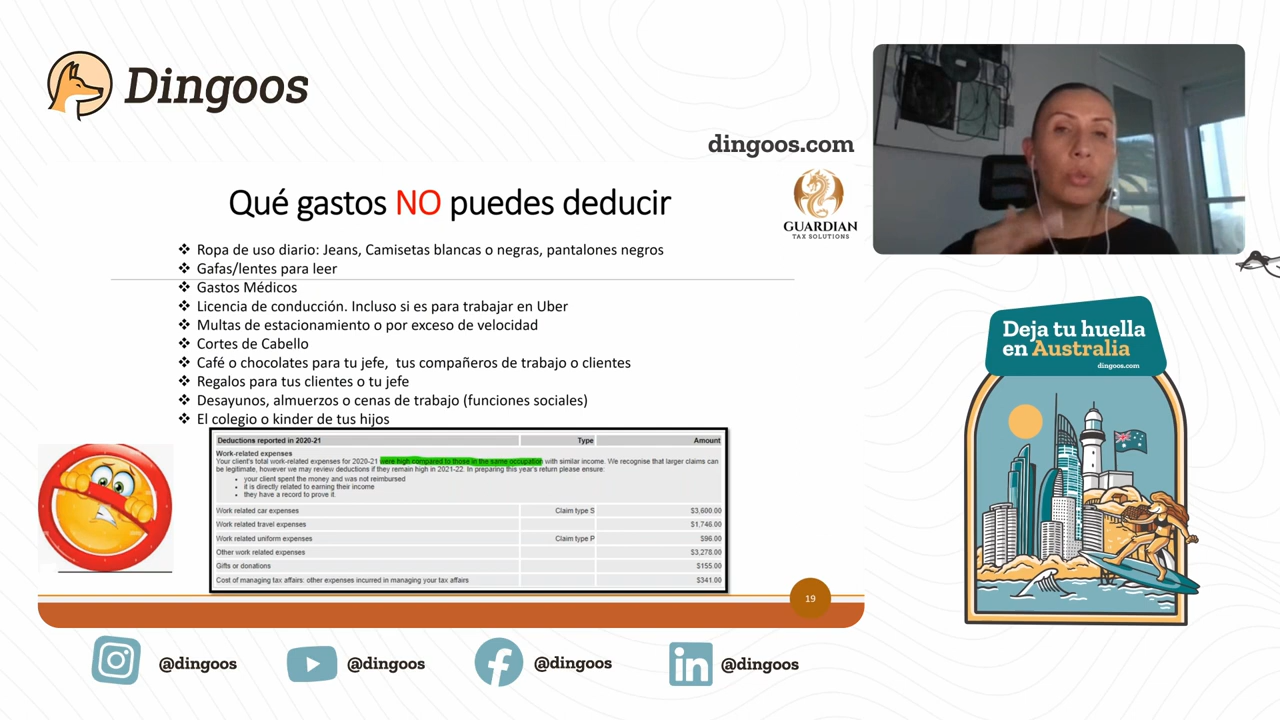 Dingoos
dingoos.com
Qué gastos NO puedes deducir
GUARDIAN
TAX SOLUTIONS
❖ Ropa de uso diario: Jeans, Camisetas blancas o negras, pantalones negros
❖ Gafas/lentes para leer
❖ Gastos Médicos
❖ Licencia de conducción. Incluso si es para trabajar en Uber
❖ Multas de estacionamiento o por exceso de velocidad
❖ Cortes de Cabello
❖ Café o chocolates para tu jefe, tus compañeros de trabajo o clientes
❖ Regalos para tus clientes o tu jefe
❖ Desayunos, almuerzos o cenas de trabajo (funciones sociales)
❖ El colegio o kinder de tus hijos
Deductions reported in 2020-21 Type Amount
Work-related expenses
Your client's total work-related expenses for 2020-21 were high compared to those in the same occupation with similar income. We recognise that larger claims can
be legitimate, however we may review deductions if they remain high in 2021-22. In preparing this year's return please ensure:
• your client spent the money and was not reimbursed
• it is directly related to earning their income
• they have a record to prove it.
Work related car expenses Claim type S $3,600.00
Work related travel expenses $1,746.00
Work related uniform expenses Claim type P $96.00
Other work related expenses $3,278.00
Gifts or donations $155.00
Cost of managing tax affairs: other expenses incurred in managing your tax affairs $341.00
19
Deja tu huella
en Australia
dingoos.com
@dingoos
@dingoos
@dingoos
@dingoos